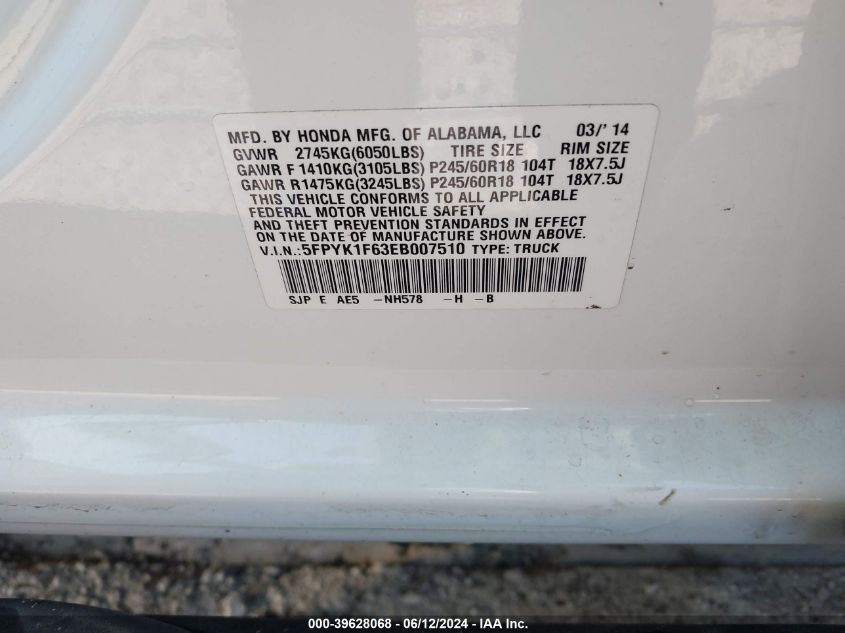 MFD. BY HONDA MFG. OF ALABAMA, LLC 03/' 14
GVWR 2745KG(6050LBS) TIRE SIZE RIM SIZE
GAWR F 1410KG(3105LBS) P245/60R18 104T 18X7.5J
GAWR R1475KG(3245LBS) P245/60R18 104T 18X7.5J
THIS VEHICLE CONFORMS TO ALL APPLICABLE
FEDERAL MOTOR VEHICLE SAFETY
AND THEFT PREVENTION STANDARDS IN EFFECT
ON THE DATE OF MANUFACTURE SHOWN ABOVE.
V.I.N.: 5FPYK1F63EB007510 TYPE: TRUCK
SJP E AE5 -NH578 -H -B
000-39628068 - 06/12/2024 - IAA Inc.